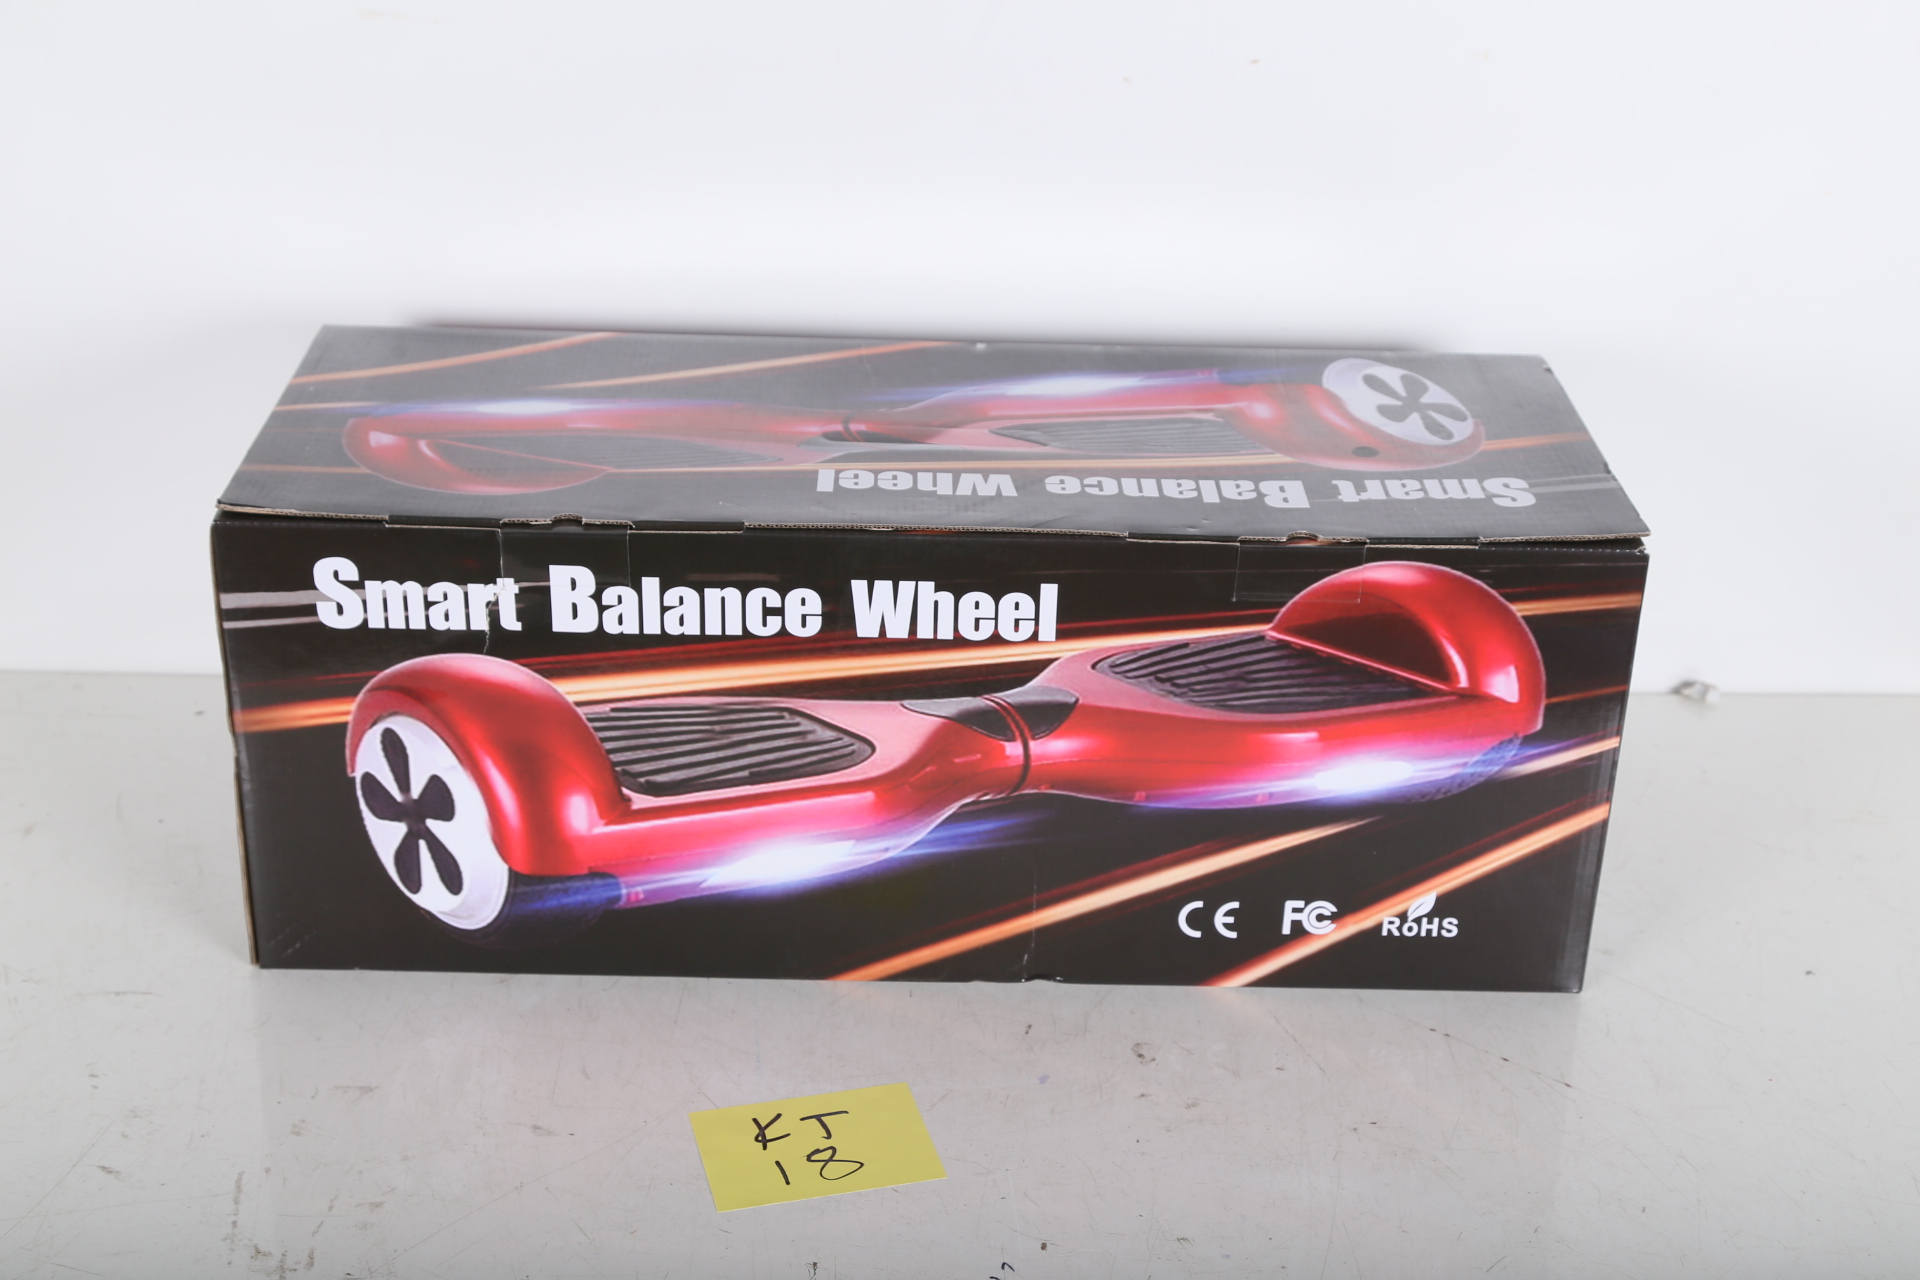 Smart Balance Wheel
Smart Balance Wheel
CE FC RoHS
KJ
18